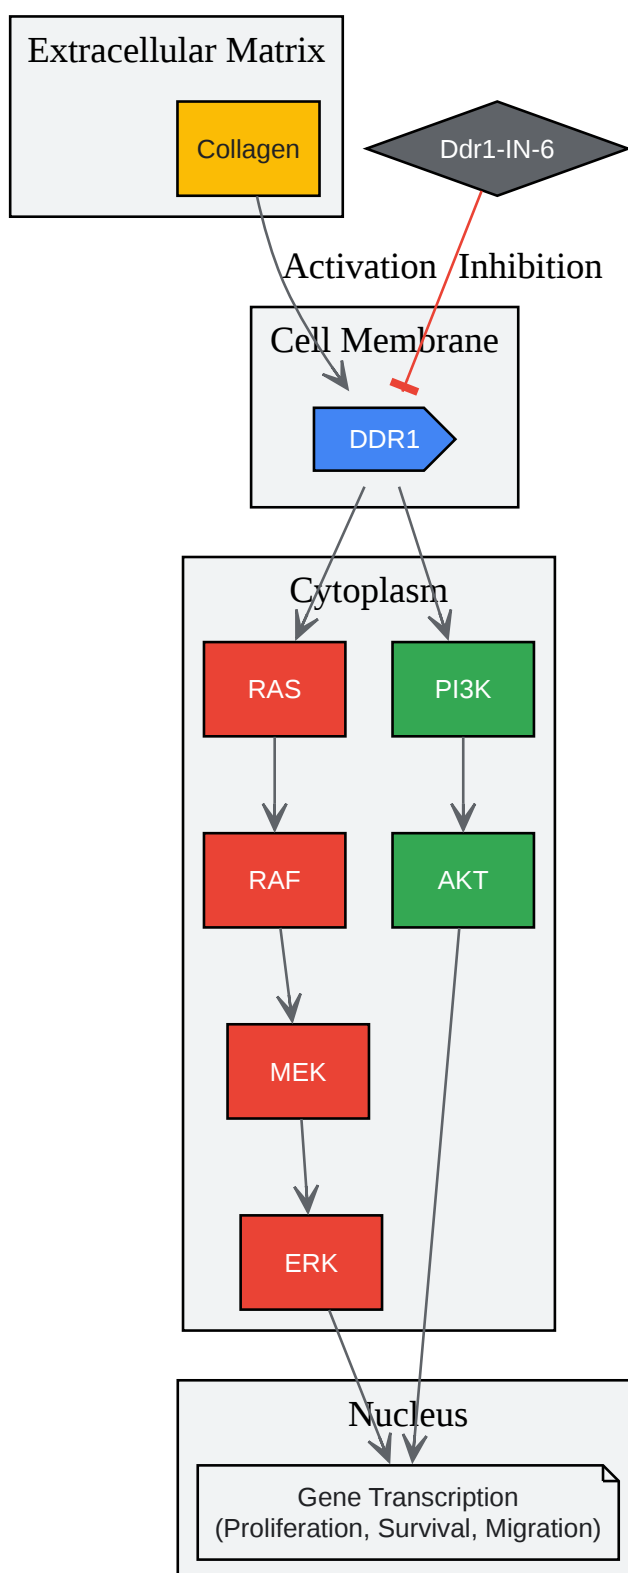 Extracellular Matrix
Collagen
Ddr1-IN-6
Activation
Inhibition
Cell Membrane
DDR1
Cytoplasm
RAS
PI3K
RAF
AKT
MEK
ERK
Nucleus
Gene Transcription
(Proliferation, Survival, Migration)